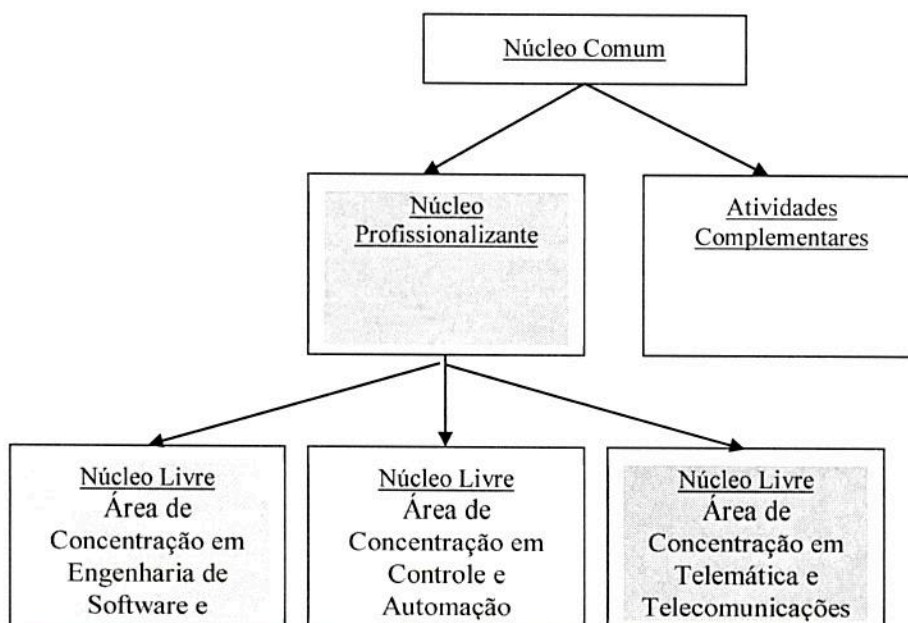 Núcleo Comum
Núcleo
Profissionalizante
Atividades
Complementares
Núcleo Livre
Área de
Concentração em
Engenharia de
Software e
Núcleo Livre
Área de
Concentração em
Controle e
Automação
Núcleo Livre
Área de
Concentração em
Telemática e
Telecomunicações